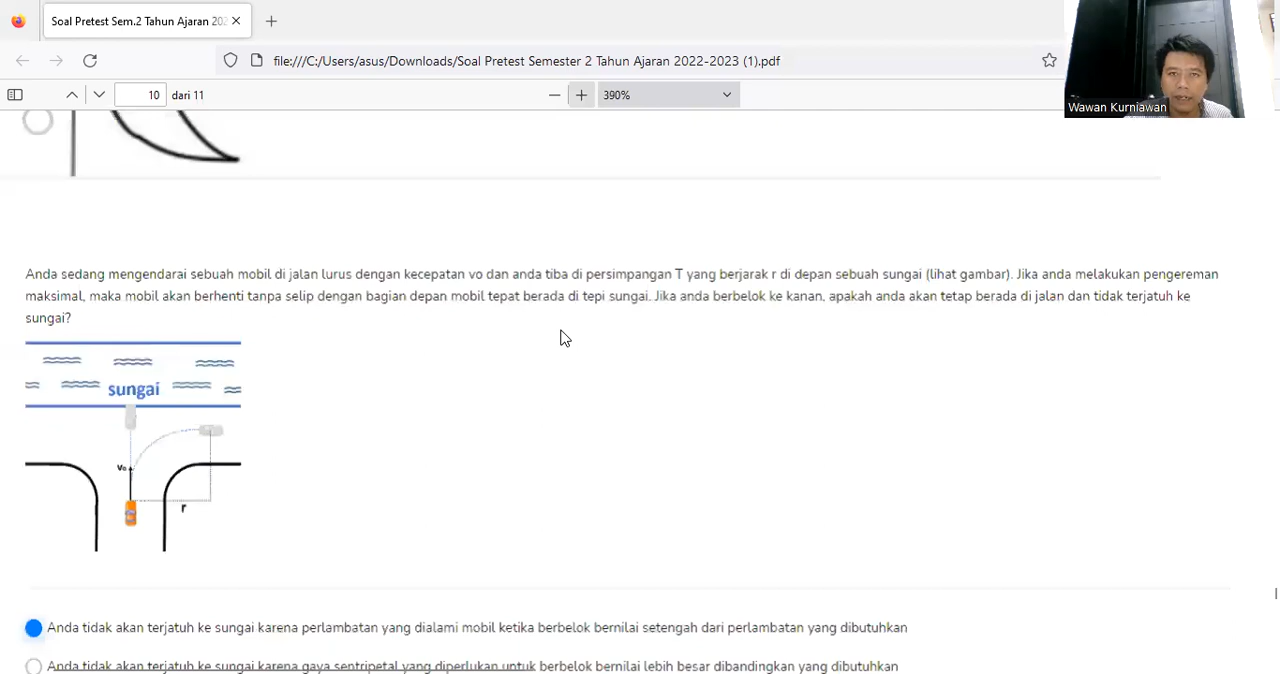 Soal Pretest Sem.2 Tahun Ajaran 202
file:///C:/Users/asus/Downloads/Soal Pretest Semester 2 Tahun Ajaran 2022-2023 (1).pdf
10 dari 11
390%
Wawan Kurniawan
Anda sedang mengendarai sebuah mobil di jalan lurus dengan kecepatan vo dan anda tiba di persimpangan T yang berjarak r di depan sebuah sungai (lihat gambar). Jika anda melakukan pengereman
maksimal, maka mobil akan berhenti tanpa selip dengan bagian depan mobil tepat berada di tepi sungai. Jika anda berbelok ke kanan, apakah anda akan tetap berada di jalan dan tidak terjatuh ke
sungai?
sungai
vo
r
Anda tidak akan terjatuh ke sungai karena perlambatan yang dialami mobil ketika berbelok bernilai setengah dari perlambatan yang dibutuhkan
Anda tidak akan terjatuh ke sungai karena gaya sentripetal yang diperlukan untuk berbelok bernilai lebih besar dibandingkan yang dibutuhkan